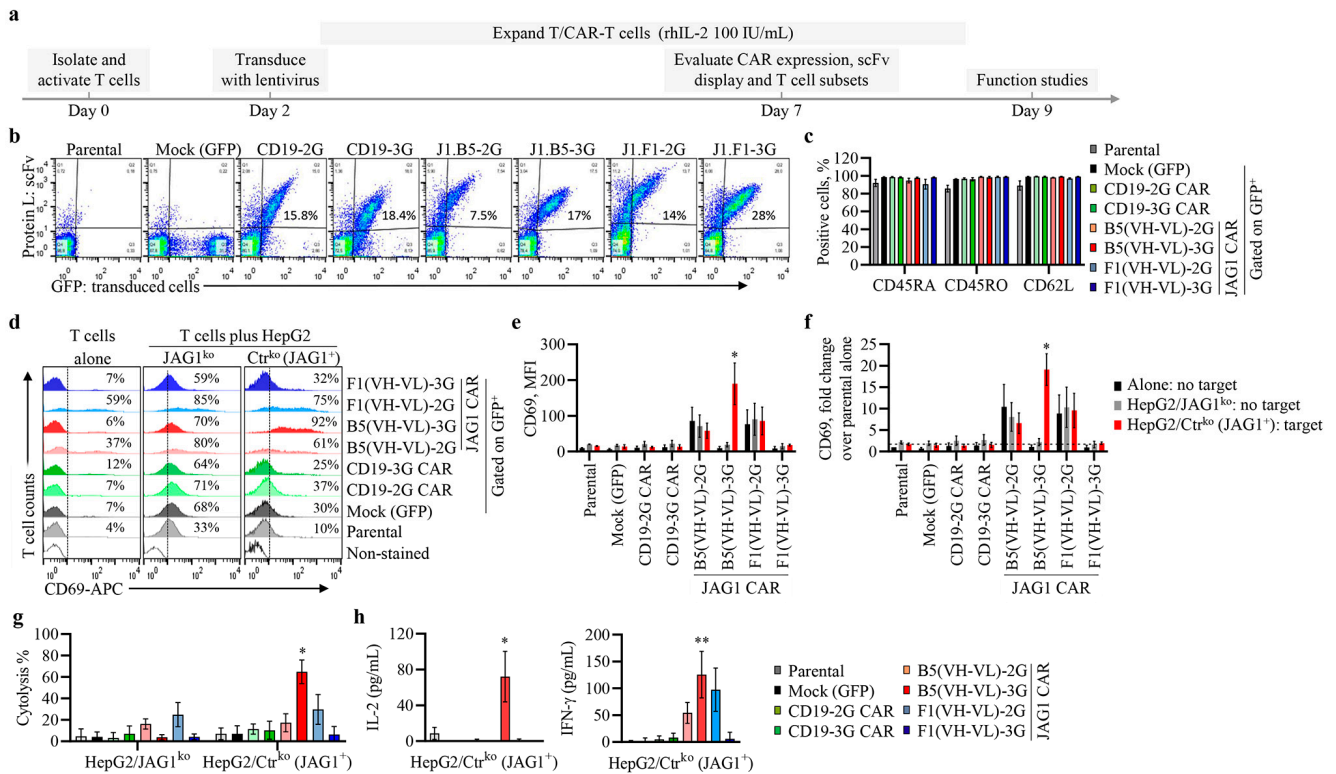 a
Expand T/CAR-T cells (rhIL-2 100 IU/mL)
Isolate and
activate T cells
Transduce
with lentivirus
Evaluate CAR expression, scFv
display and T cell subsets
Function studies
Day 0
Day 2
Day 7
Day 9
b
Parental
Mock (GFP)
CD19-2G
CD19-3G
J1.B5-2G
J1.B5-3G
J1.F1-2G
J1.F1-3G
Protein L: scFv
15.8%
18.4%
7.5%
17%
14%
28%
GFP: transduced cells
c
Positive cells, %
120
100
80
60
40
20
0
CD45RA
CD45RO
CD62L
Parental
Mock (GFP)
CD19-2G CAR
CD19-3G CAR
B5(VH-VL)-2G
B5(VH-VL)-3G
F1(VH-VL)-2G
F1(VH-VL)-3G
JAG1 CAR
Gated on GFP+
d
T cells
alone
T cells plus HepG2
JAG1ko
Ctrko (JAG1+)
7% 59% 32% F1(VH-VL)-3G
59% 85% 75% F1(VH-VL)-2G
6% 70% 92% B5(VH-VL)-3G
37% 80% 61% B5(VH-VL)-2G
12% 64% 25% CD19-3G CAR
7% 71% 37% CD19-2G CAR
7% 68% 30% Mock (GFP)
4% 33% 10% Parental
Non-stained
JAG1 CAR
Gated on GFP+
T cell counts
CD69-APC
e
CD69, MFI
300
200
100
0
Parental
Mock (GFP)
CD19-2G CAR
CD19-3G CAR
B5(VH-VL)-2G
B5(VH-VL)-3G
F1(VH-VL)-2G
F1(VH-VL)-3G
JAG1 CAR
*
f
CD69, fold change
over parental alone
25
20
15
10
5
0
Parental
Mock (GFP)
CD19-2G CAR
CD19-3G CAR
B5(VH-VL)-2G
B5(VH-VL)-3G
F1(VH-VL)-2G
F1(VH-VL)-3G
JAG1 CAR
*
Alone: no target
HepG2/JAG1ko: no target
HepG2/Ctrko (JAG1+): target
g
Cytolysis %
100
80
60
40
20
0
*
HepG2/JAG1ko
HepG2/Ctrko (JAG1+)
h
IL-2 (pg/mL)
120
80
40
0
*
HepG2/Ctrko (JAG1+)
IFN-γ (pg/mL)
200
150
100
50
0
**
HepG2/Ctrko (JAG1+)
Parental
Mock (GFP)
CD19-2G CAR
CD19-3G CAR
B5(VH-VL)-2G
B5(VH-VL)-3G
F1(VH-VL)-2G
F1(VH-VL)-3G
JAG1 CAR